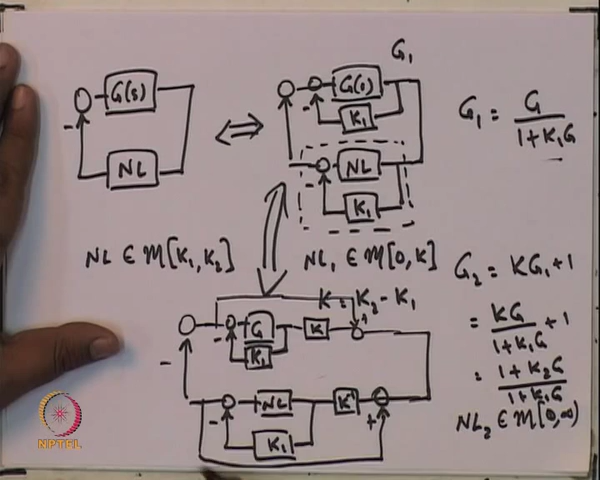 G₁
G(s)
G(s)
K₁
G₁ = G / (1+K₁G)
-
-
⇔
NL
NL
-
K₁
NL ∈ M[K₁, K₂]
NL₁ ∈ M[0, K]
K = K₂ - K₁
G₂ = KG₁ + 1
= KG / (1+K₁G) + 1
= (1+K₂G) / (1+K₁G)
NL₂ ∈ M[0, ∞)
-
G
K
+
K₁
-
-
NL
+
K₁
NPTEL